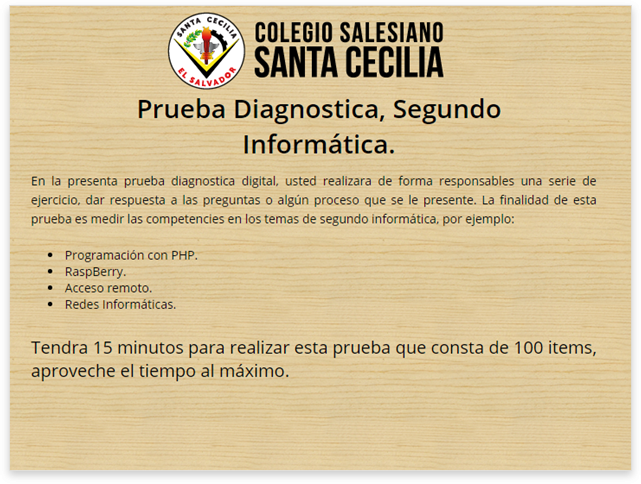 SANTA CECILIA
EL SALVADOR
COLEGIO SALESIANO
SANTA CECILIA
Prueba Diagnostica, Segundo
Informática.
En la presenta prueba diagnostica digital, usted realizara de forma responsables una serie de
ejercicio, dar respuesta a las preguntas o algún proceso que se le presente. La finalidad de esta
prueba es medir las competencies en los temas de segundo informática, por ejemplo:
• Programación con PHP.
• RaspBerry.
• Acceso remoto.
• Redes Informáticas.
Tendra 15 minutos para realizar esta prueba que consta de 100 items,
aproveche el tiempo al máximo.